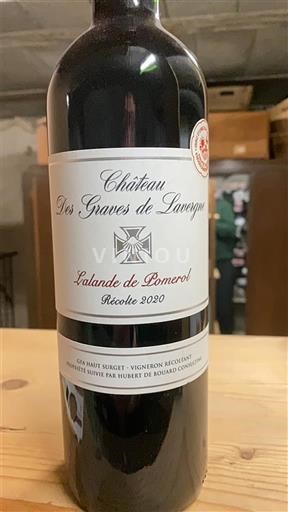 Château
Des Graves de Lavergne
Lalande de Pomerol
Récolte 2020
GFA HAUT SURGET - VIGNERON RÉCOLTANT
PROPRIÉTÉ SUIVIE PAR HUBERT DE BOUARD CONSULTING